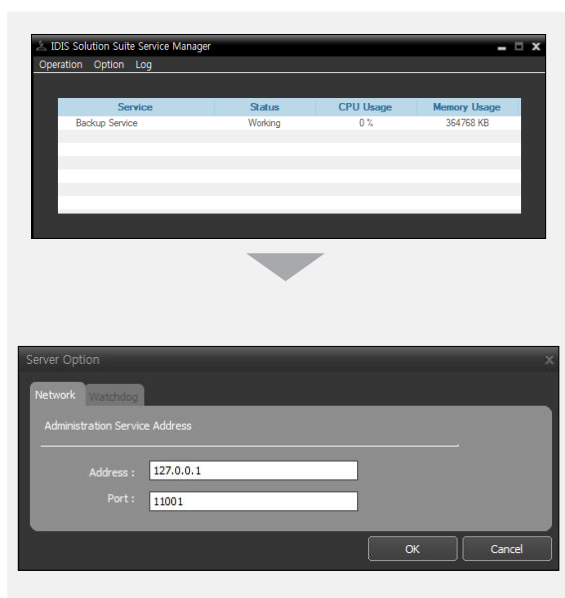 IDIS Solution Suite Service Manager
Operation Option Log
Service Status CPU Usage Memory Usage
Backup Service Working 0 % 364768 KB
Server Option
Network Watchdog
Administration Service Address
Address : 127.0.0.1
Port : 11001
OK Cancel